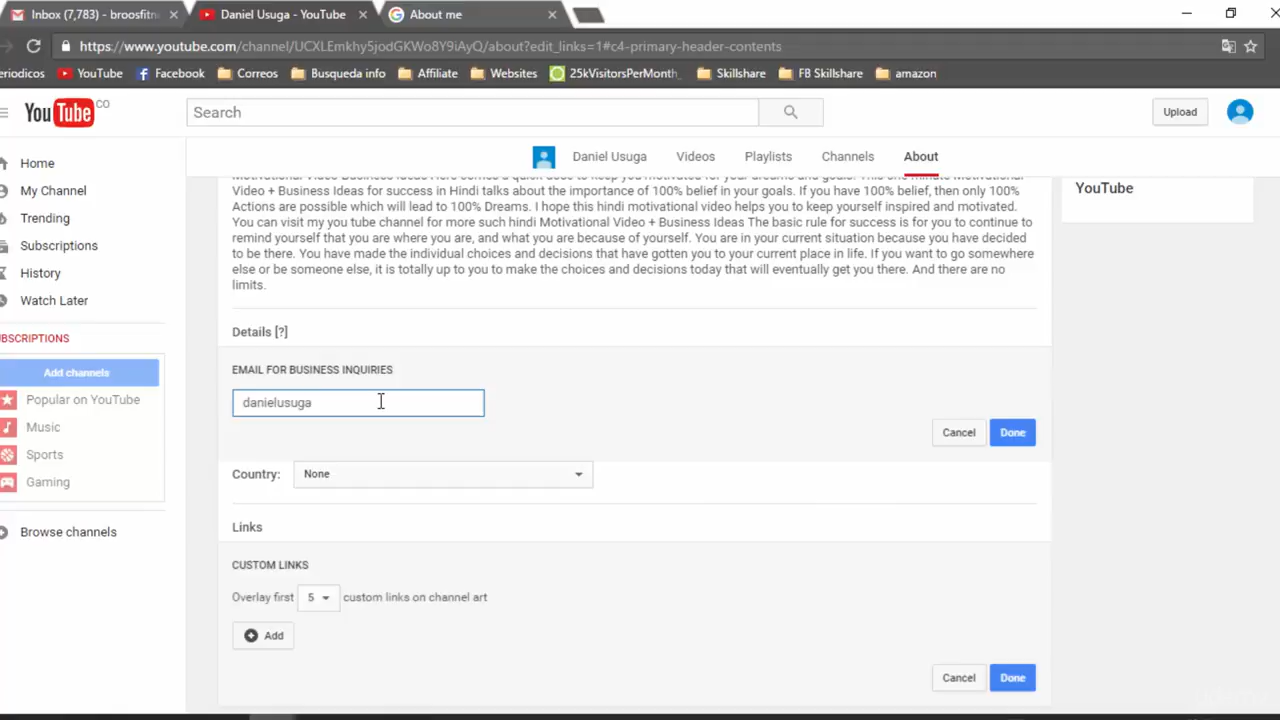 Inbox (7,783) - broosfitn
Daniel Usuga - YouTube
About me
https://www.youtube.com/channel/UCXLEmkhy5jodGKWo8Y9iAyQ/about?edit_links=1#c4-primary-header-contents
eriodicos YouTube Facebook Correos Busqueda info Affiliate Websites 25kVisitorsPerMonth Skillshare FB Skillshare amazon
YouTube CO
Search
Upload
Home
My Channel
Trending
Subscriptions
History
Watch Later
UBSCRIPTIONS
Add channels
Popular on YouTube
Music
Sports
Gaming
Browse channels
Daniel Usuga Videos Playlists Channels About
Video + Business Ideas for success in Hindi talks about the importance of 100% belief in your goals. If you have 100% belief, then only 100%
Actions are possible which will lead to 100% Dreams. I hope this hindi motivational video helps you to keep yourself inspired and motivated.
You can visit my you tube channel for more such hindi Motivational Video + Business Ideas The basic rule for success is for you to continue to
remind yourself that you are where you are, and what you are because of yourself. You are in your current situation because you have decided
to be there. You have made the individual choices and decisions that have gotten you to your current place in life. If you want to go somewhere
else or be someone else, it is totally up to you to make the choices and decisions today that will eventually get you there. And there are no
limits.
YouTube
Details [?]
EMAIL FOR BUSINESS INQUIRIES
danielusuga
Cancel Done
Country: None
Links
CUSTOM LINKS
Overlay first 5 custom links on channel art
Add
Cancel Done